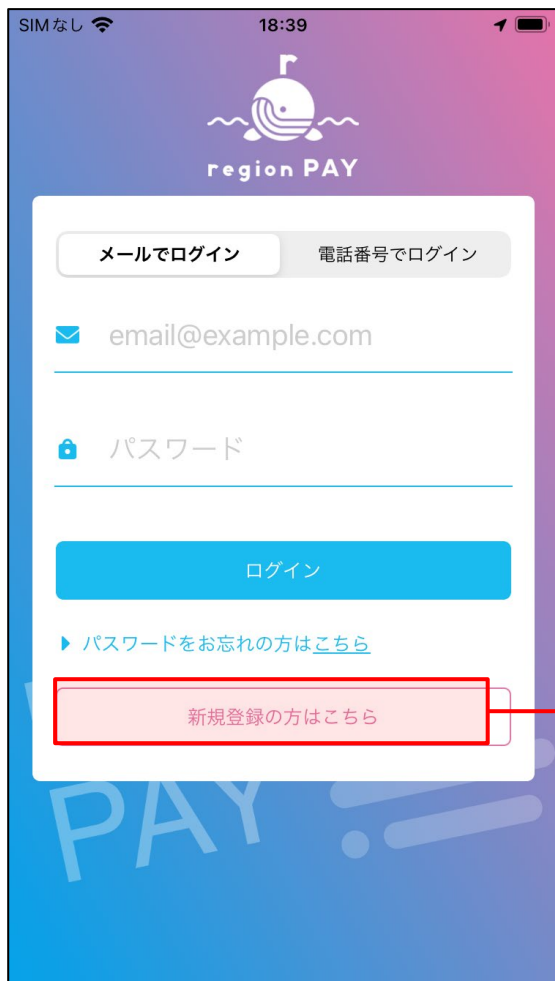 SIMなし 18:39
r
region PAY
メールでログイン 電話番号でログイン
email@example.com
パスワード
ログイン
パスワードをお忘れの方はこちら
新規登録の方はこちら
PAY